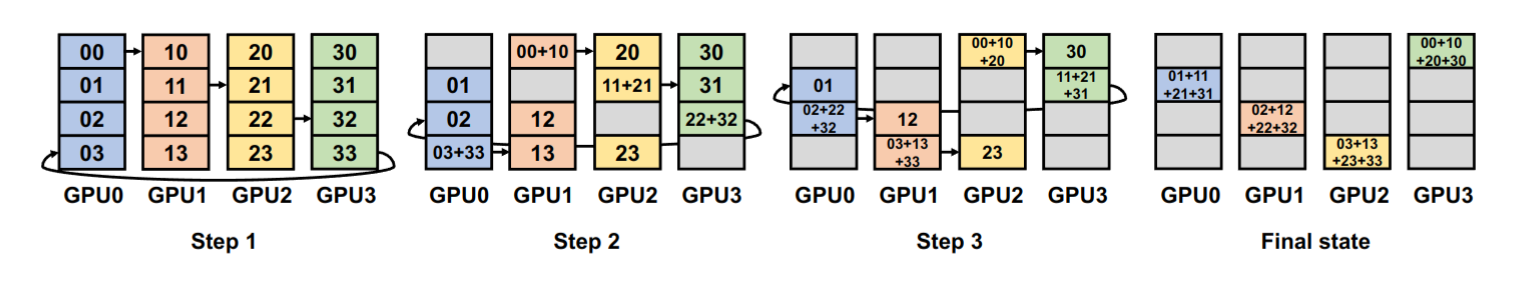 00 10 20 30
01 11 21 31
02 12 22 32
03 13 23 33
GPU0 GPU1 GPU2 GPU3
Step 1
00+10 20 30
01 11+21 31
02 12 22+32
03+33 13 23
GPU0 GPU1 GPU2 GPU3
Step 2
00+10
+20
30
01
11+21
+31
02+22
+32
12
03+13
+33
23
GPU0 GPU1 GPU2 GPU3
Step 3
00+10
+20+30
01+11
+21+31
02+12
+22+32
03+13
+23+33
GPU0 GPU1 GPU2 GPU3
Final state